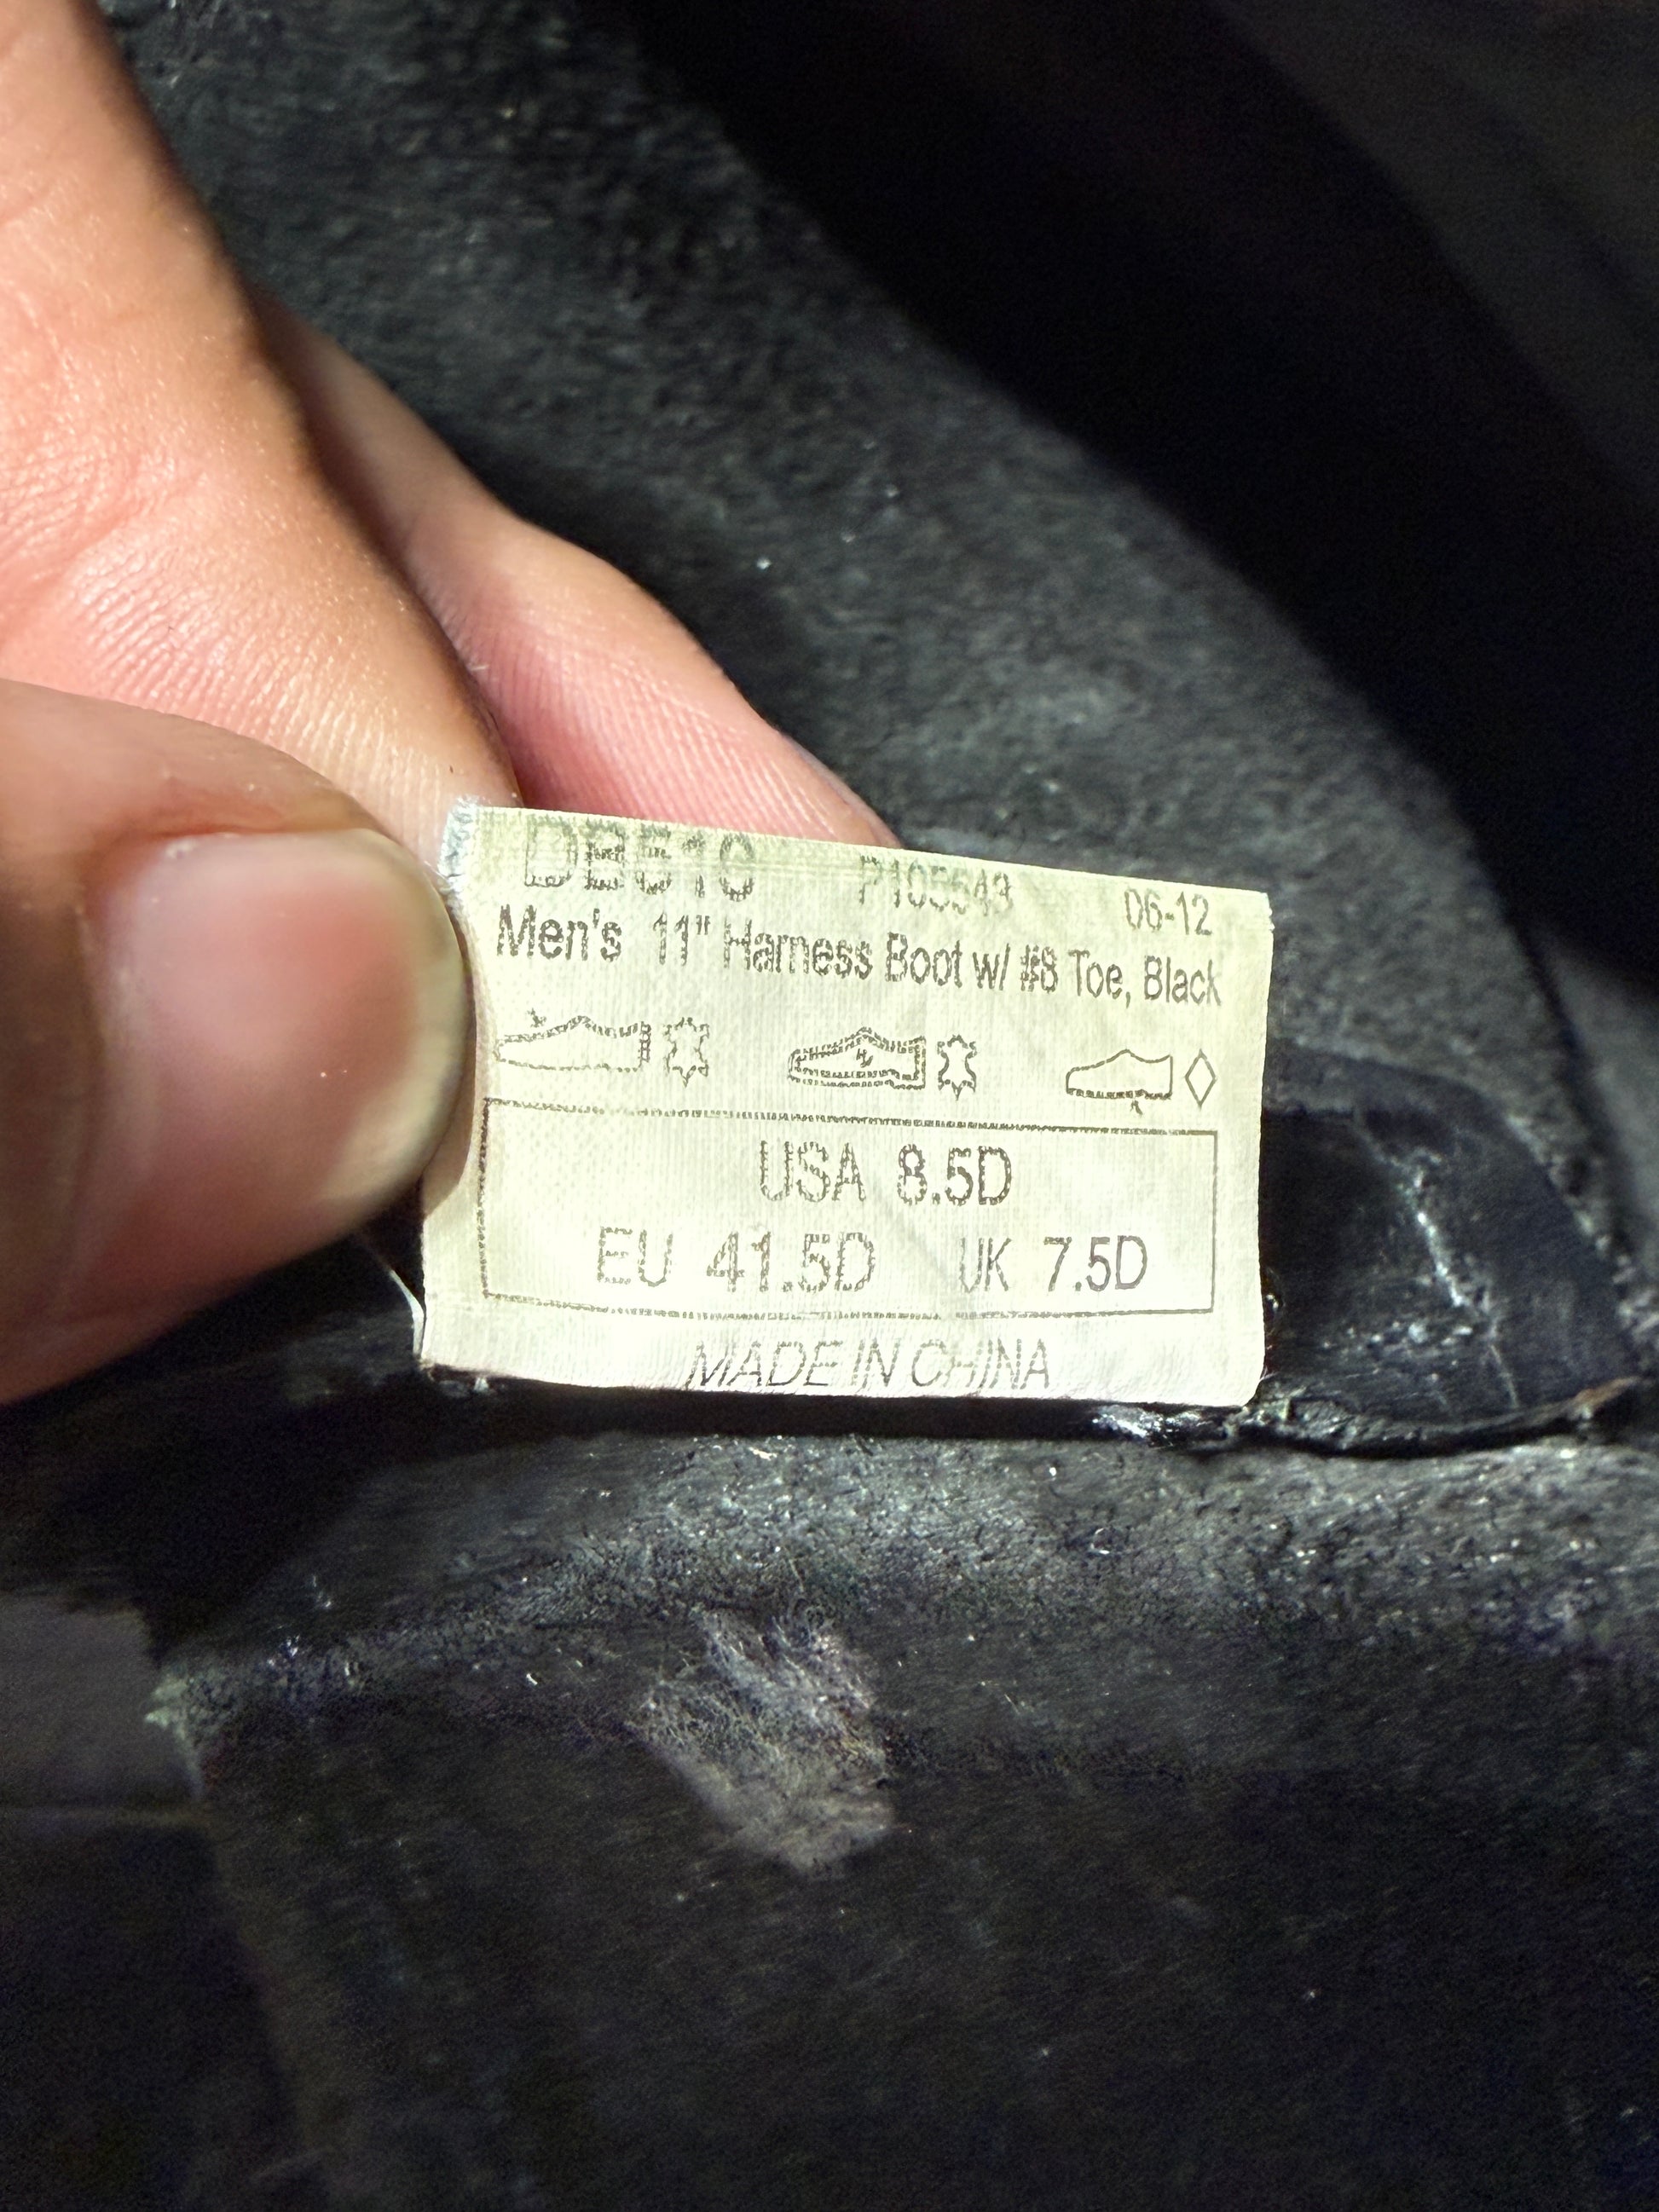 DB510 P105543 06-12
Men's 11" Harness Boot w/ #8 Toe, Black
USA 8.5D
EU 41.5D UK 7.5D
MADE IN CHINA